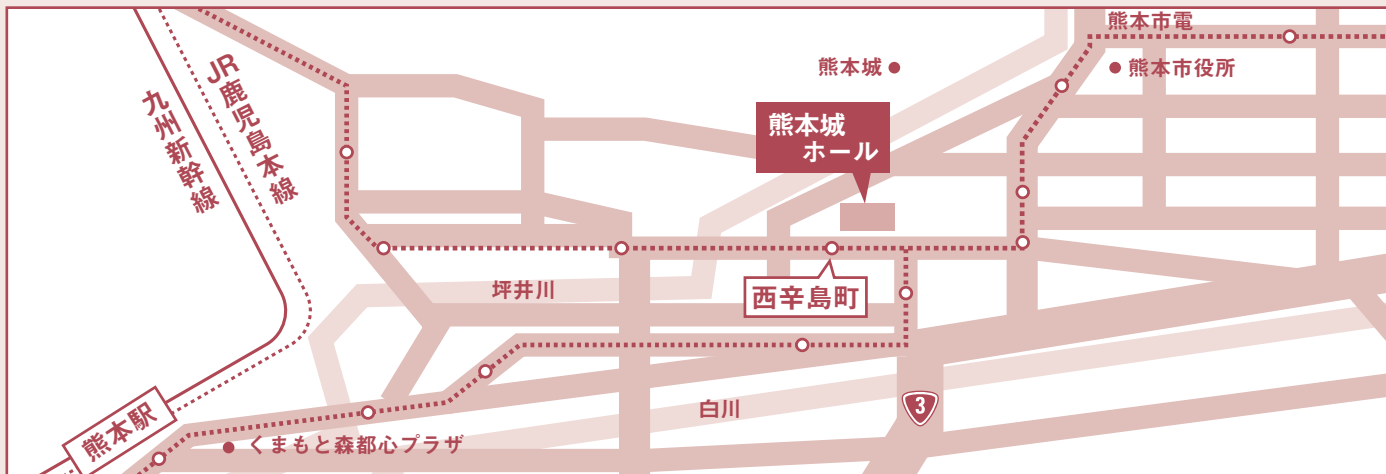 熊本市電
熊本城
熊本市役所
JR鹿児島本線
九州新幹線
熊本城
ホール
坪井川
西辛島町
白川
3
熊本駅
くまもと森都心プラザ